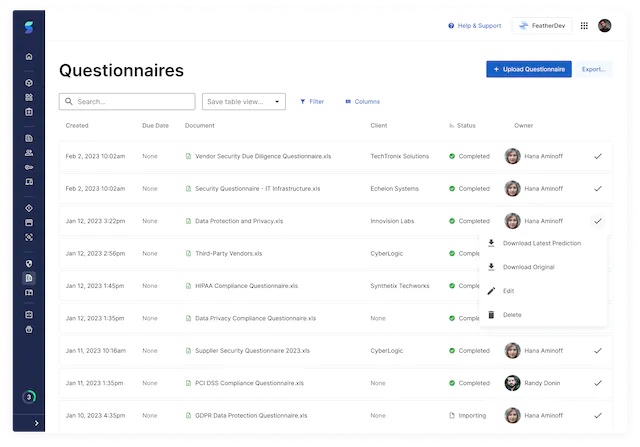 Help & Support
FeatherDev
Questionnaires
+ Upload Questionnaire
Export...
Search...
Save table view...
Filter
Columns
Created Due Date Document Client Status Owner
Feb 2, 2023 10:02am None Vendor Security Due Diligence Questionnaire.xls TechTronix Solutions Completed Hana Aminoff
Feb 2, 2023 10:02am None Security Questionnaire - IT Infrastructure.xls Echelon Systems Completed Hana Aminoff
Jan 12, 2023 3:22pm None Data Protection and Privacy.xls Innovision Labs Completed Hana Aminoff
Jan 12, 2023 2:56pm None Third-Party Vendors.xls CyberLogic Comple
Jan 12, 2023 1:45pm None HIPAA Compliance Questionnaire.xls Synthetix Techworks Comple
Jan 12, 2023 1:35pm None Data Privacy Compliance Questionnaire.xls None Comple
Download Latest Prediction
Download Original
Edit
Delete
Jan 11, 2023 10:16am None Supplier Security Questionnaire 2023.xls CyberLogic Completed Hana Aminoff
Jan 11, 2023 1:35pm None PCI DSS Compliance Questionnaire.xls None Completed Randy Donin
Jan 10, 2023 4:35pm None GDPR Data Protection Questionnaire.xls None Importing Hana Aminoff
3